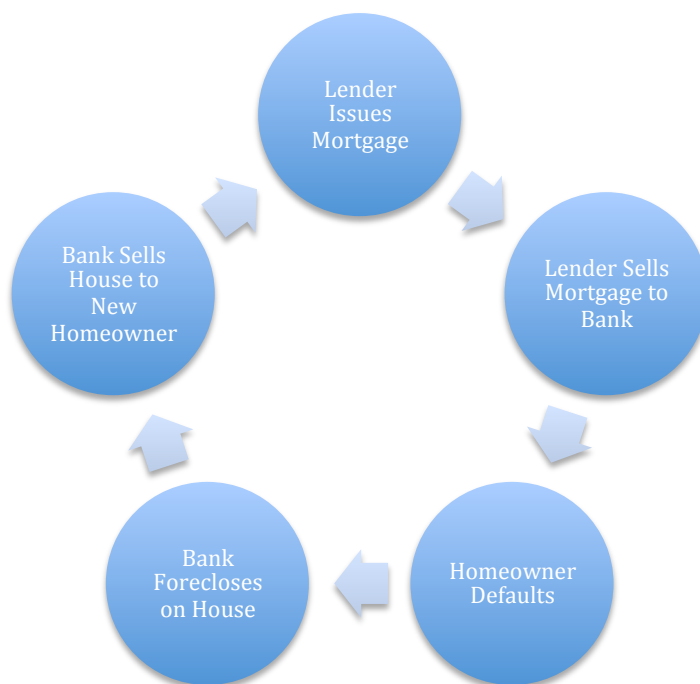 Lender
Issues
Mortgage
Lender Sells
Mortgage to
Bank
Homeowner
Defaults
Bank
Forecloses
on House
Bank Sells
House to
New
Homeowner